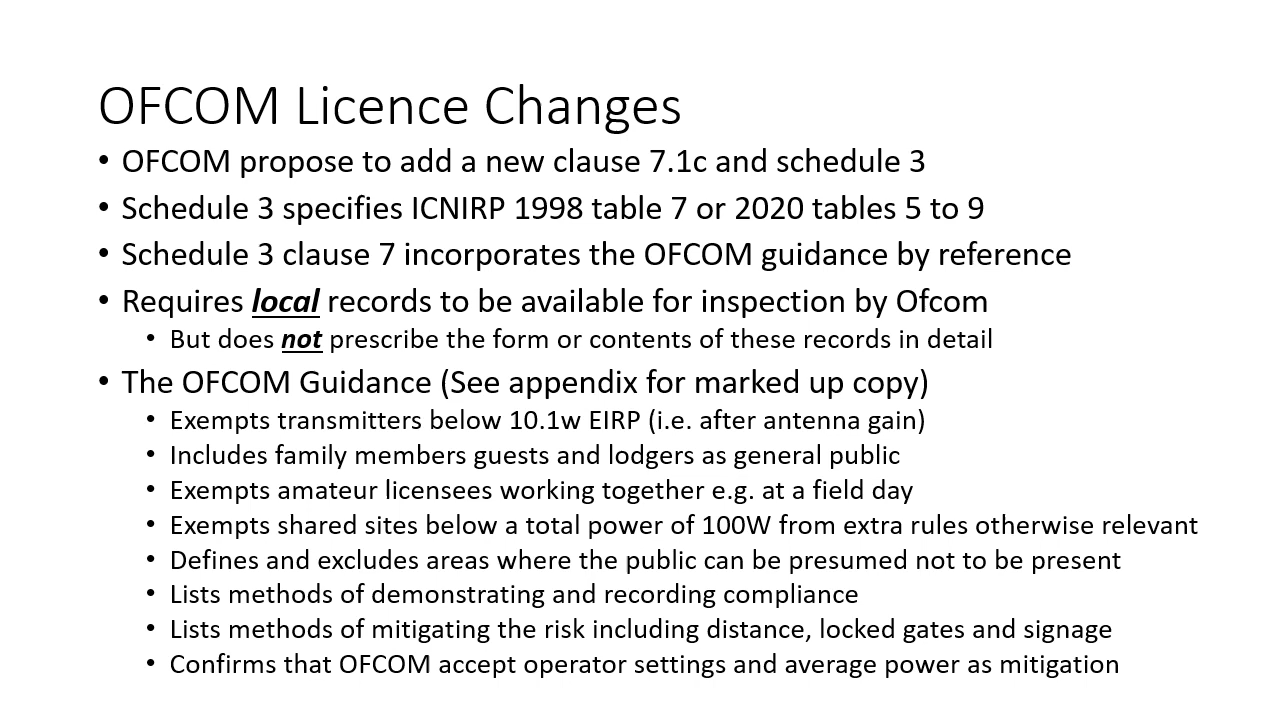 OFCOM Licence Changes
• OFCOM propose to add a new clause 7.1c and schedule 3
• Schedule 3 specifies ICNIRP 1998 table 7 or 2020 tables 5 to 9
• Schedule 3 clause 7 incorporates the OFCOM guidance by reference
• Requires local records to be available for inspection by Ofcom
• But does not prescribe the form or contents of these records in detail
• The OFCOM Guidance (See appendix for marked up copy)
• Exempts transmitters below 10.1w EIRP (i.e. after antenna gain)
• Includes family members guests and lodgers as general public
• Exempts amateur licensees working together e.g. at a field day
• Exempts shared sites below a total power of 100W from extra rules otherwise relevant
• Defines and excludes areas where the public can be presumed not to be present
• Lists methods of demonstrating and recording compliance
• Lists methods of mitigating the risk including distance, locked gates and signage
• Confirms that OFCOM accept operator settings and average power as mitigation